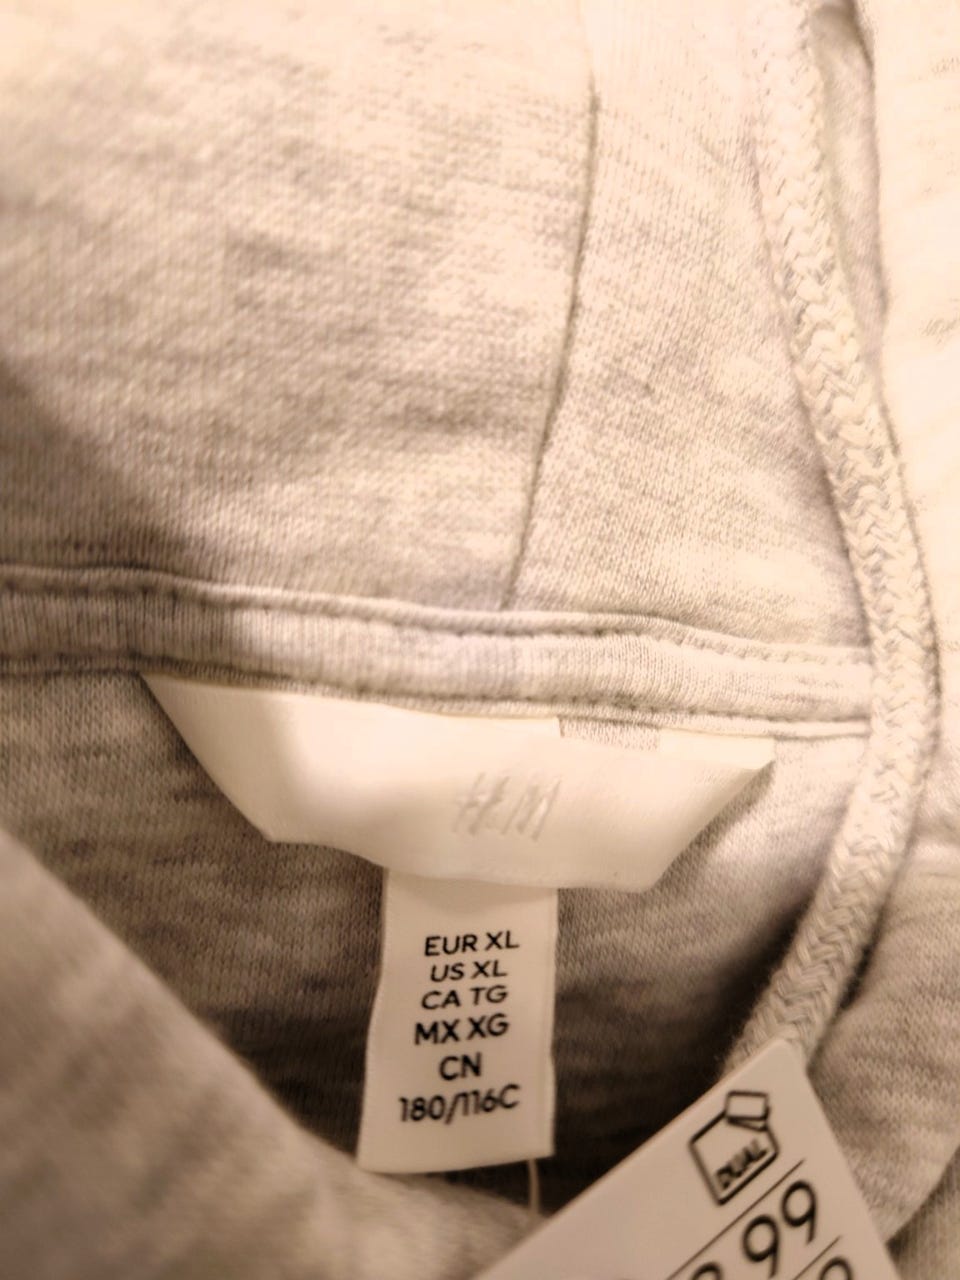 H&M
EUR XL
US XL
CA TG
MX XG
CN
180/116C
DUAL
99